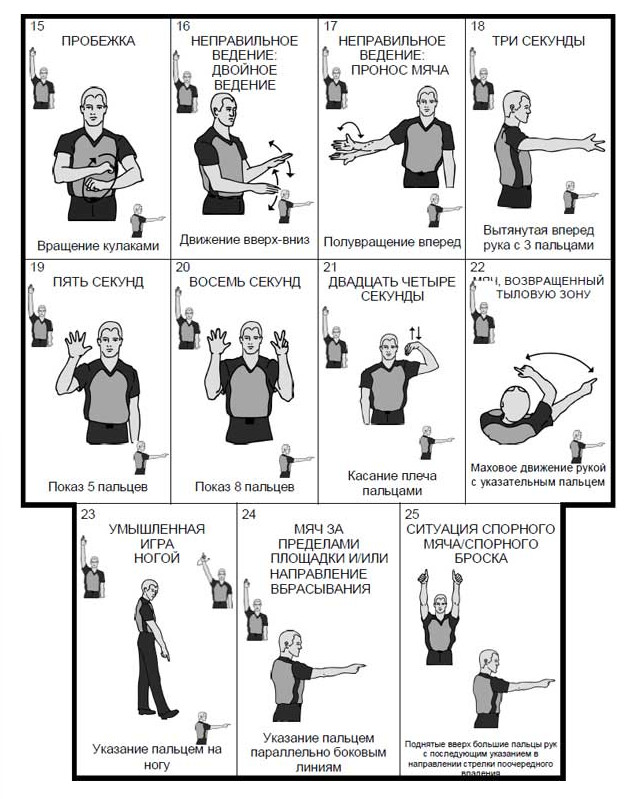 15
ПРОБЕЖКА
Вращение кулаками
16
НЕПРАВИЛЬНОЕ
ВЕДЕНИЕ:
ДВОЙНОЕ
ВЕДЕНИЕ
Движение вверх-вниз
17
НЕПРАВИЛЬНОЕ
ВЕДЕНИЕ:
ПРОНОС МЯЧА
Полувращение вперед
18
ТРИ СЕКУНДЫ
Вытянутая вперед
рука с 3 пальцами
19
ПЯТЬ СЕКУНД
Показ 5 пальцев
20
ВОСЕМЬ СЕКУНД
Показ 8 пальцев
21
ДВАДЦАТЬ ЧЕТЫРЕ
СЕКУНДЫ
Касание плеча
пальцами
22
МЯЧ, ВОЗВРАЩЕННЫЙ
ТЫЛОВУЮ ЗОНУ
Маховое движение рукой
с указательным пальцем
23
УМЫШЛЕННАЯ
ИГРА
НОГОЙ
Указание пальцем на
ногу
24
МЯЧ ЗА
ПРЕДЕЛАМИ
ПЛОЩАДКИ И/ИЛИ
НАПРАВЛЕНИЕ
ВБРАСЫВАНИЯ
Указание пальцем
параллельно боковым
линиям
25
СИТУАЦИЯ СПОРНОГО
МЯЧА/СПОРНОГО
БРОСКА
Поднятые вверх большие пальцы рук
с последующим указанием в
направлении стрелки поочередного
владения